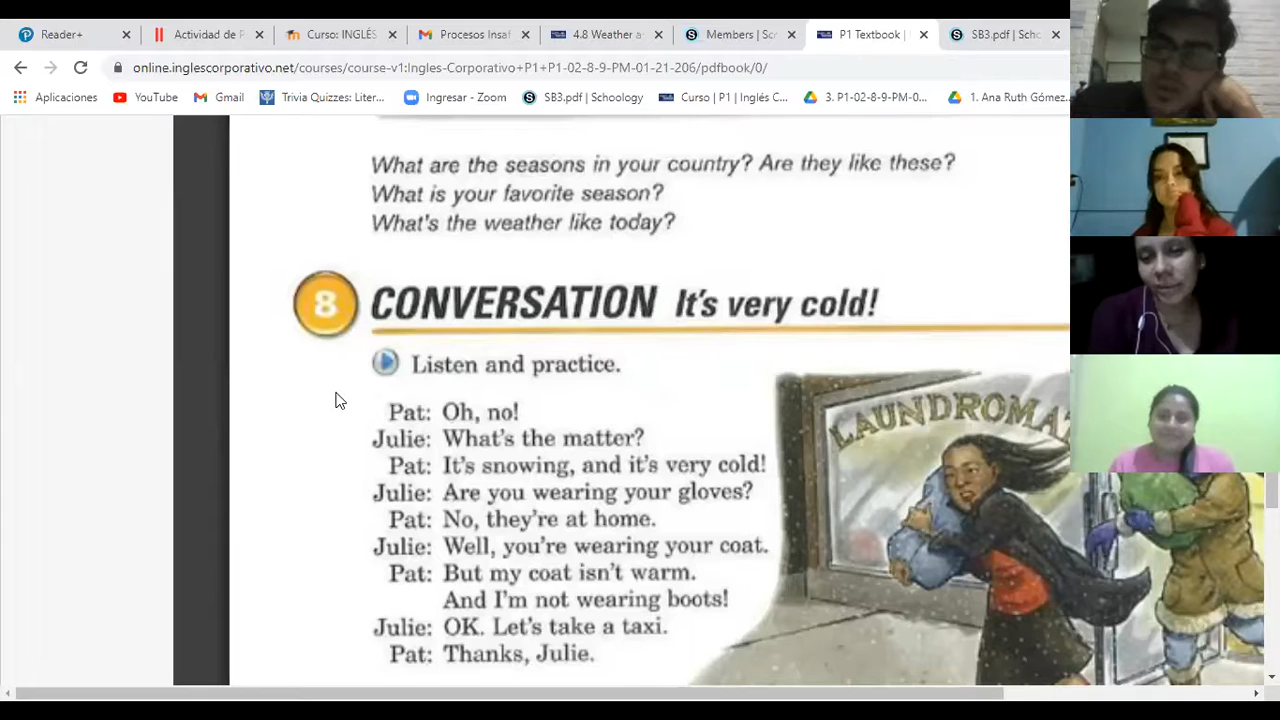 Reader+
Actividad de P
Curso: INGLÉS
Procesos Insaf
4.8 Weather a
Members | Sc
P1 Textbook |
SB3.pdf | Scho
online.inglescorporativo.net/courses/course-v1:Ingles-Corporativo+P1+P1-02-8-9-PM-01-21-206/pdfbook/0/
Aplicaciones
YouTube
Gmail
Trivia Quizzes: Liter...
Ingresar - Zoom
SB3.pdf | Schoology
Curso | P1 | Inglés C...
3. P1-02-8-9-PM-0...
1. Ana Ruth Gómez
What are the seasons in your country? Are they like these?
What is your favorite season?
What's the weather like today?
8 CONVERSATION It's very cold!
Listen and practice.
Pat: Oh, no!
Julie: What's the matter?
Pat: It's snowing, and it's very cold!
Julie: Are you wearing your gloves?
Pat: No, they're at home.
Julie: Well, you're wearing your coat.
Pat: But my coat isn't warm.
And I'm not wearing boots!
Julie: OK. Let's take a taxi.
Pat: Thanks, Julie.
LAUNDROMA